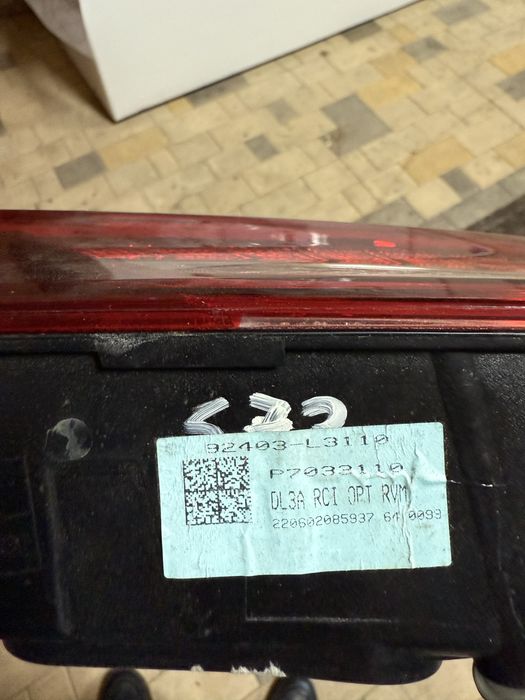 92403-L3110
P7033110
DL3A RCI OPT RVM
220602085937 64 0099